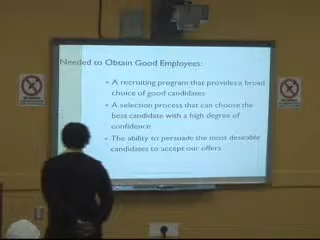 Needed to Obtain Good Employees:
A recruiting program that provides a broad
choice of good candidates
A selection process that can choose the
best candidate with a high degree of
confidence
The ability to persuade the most desirable
candidates to accept our offers